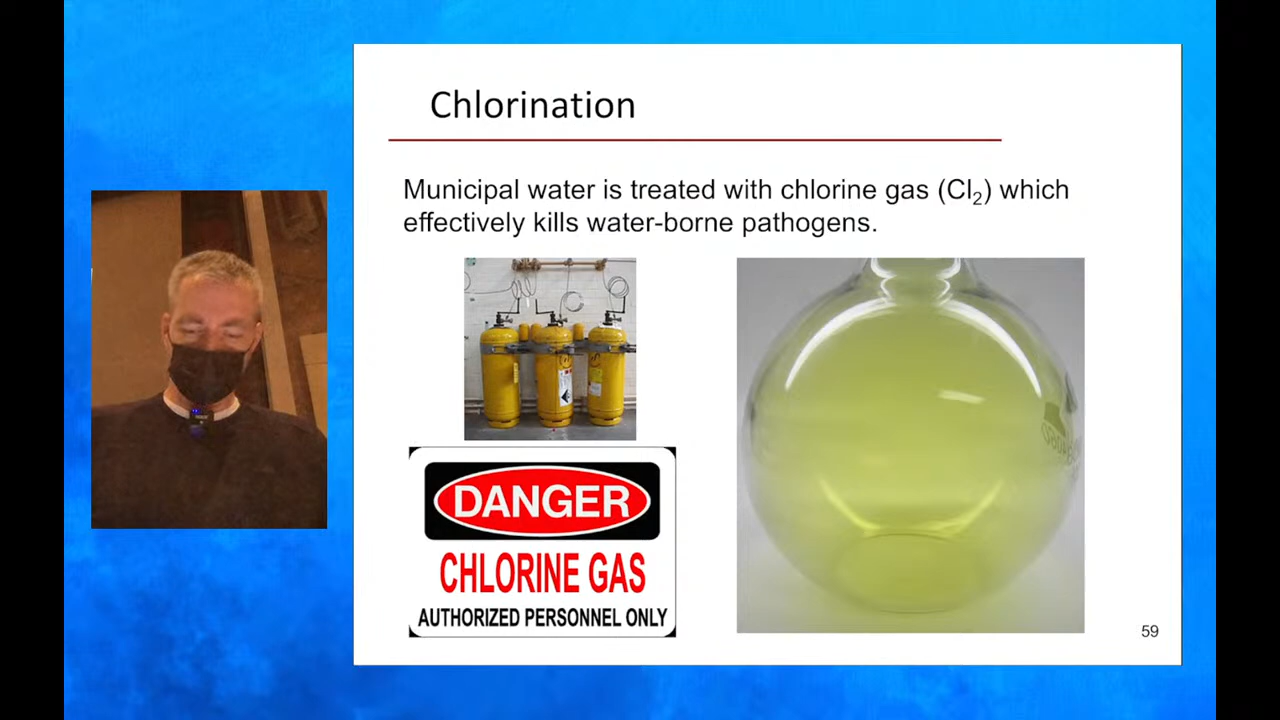 Chlorination
Municipal water is treated with chlorine gas (Cl₂) which
effectively kills water-borne pathogens.
DANGER
CHLORINE GAS
AUTHORIZED PERSONNEL ONLY
59